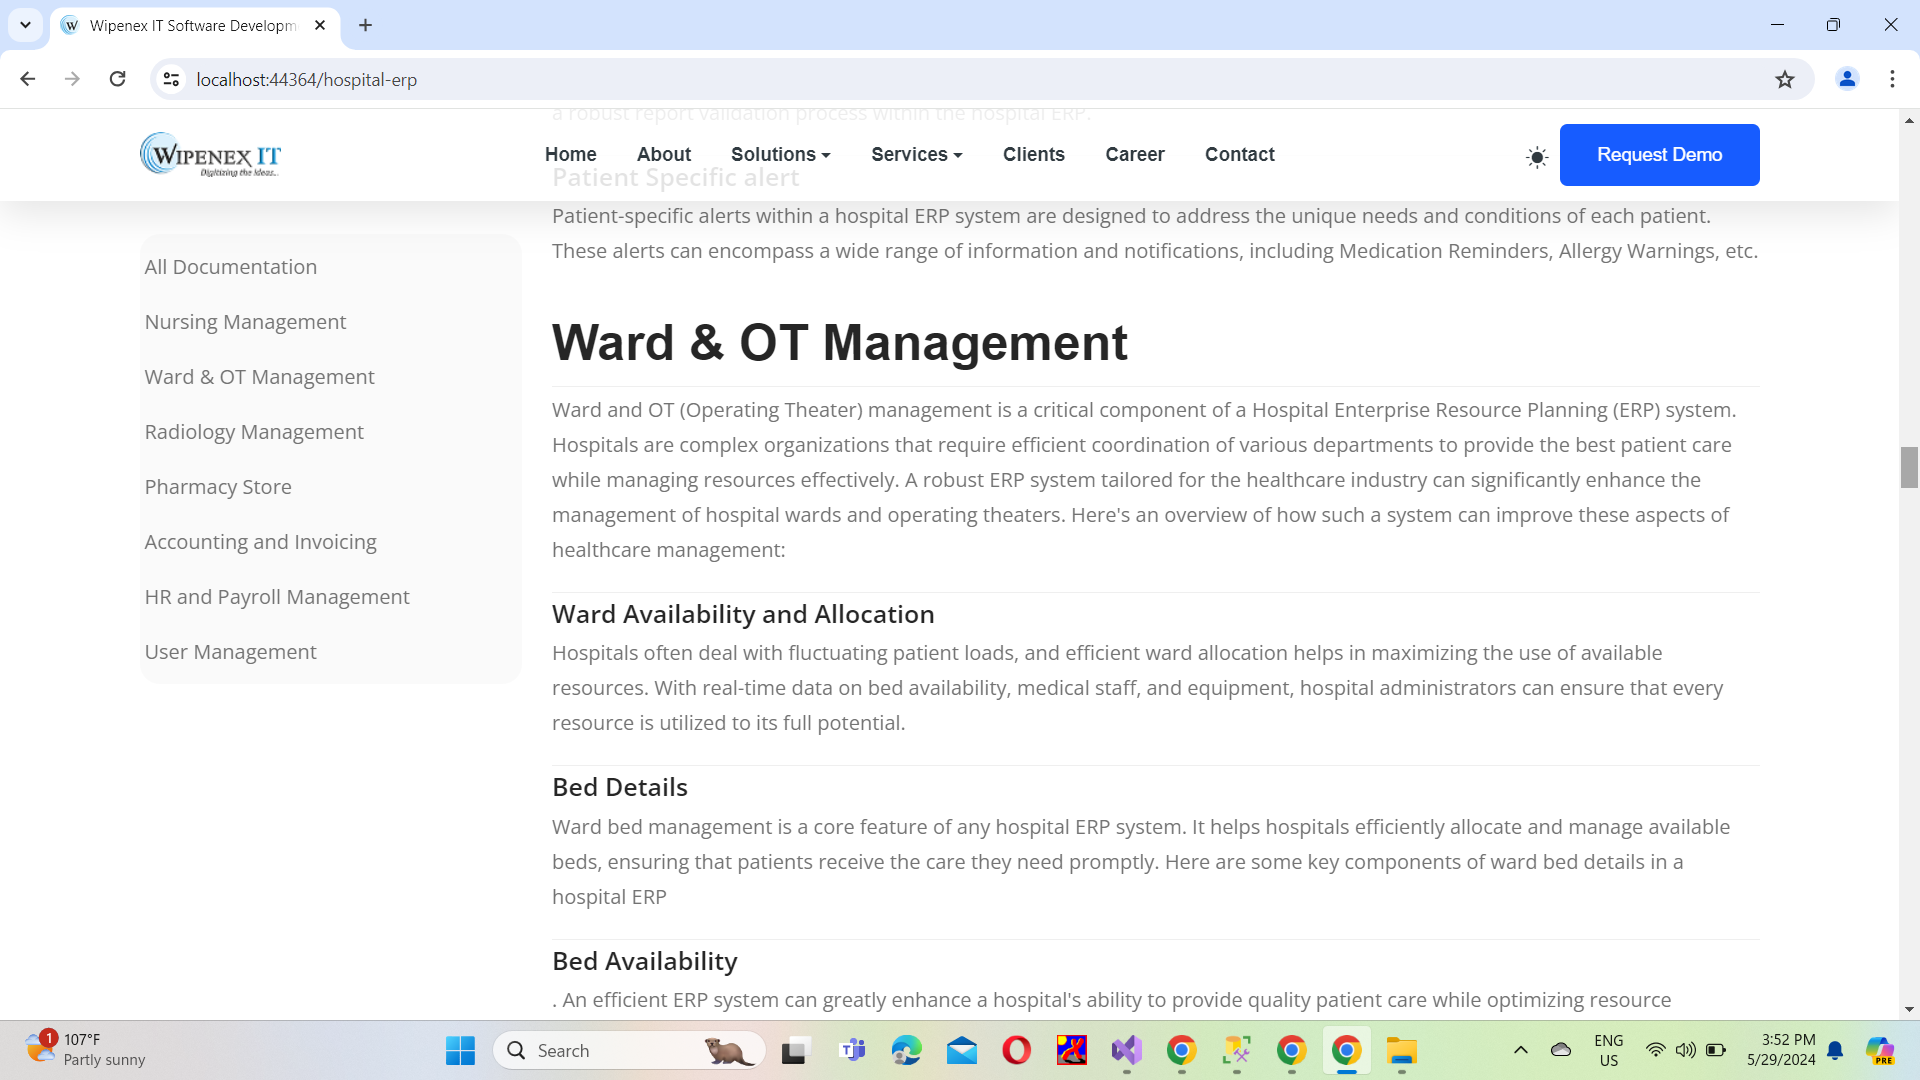 Wipenex IT Software Developm
localhost:44364/hospital-erp
a robust report validation process within the hospital ERP.
WIPENEX IT
Digitizing the Ideas...
Home About Solutions Services Clients Career Contact
Request Demo
Patient Specific alert
Patient-specific alerts within a hospital ERP system are designed to address the unique needs and conditions of each patient.
These alerts can encompass a wide range of information and notifications, including Medication Reminders, Allergy Warnings, etc.
All Documentation
Nursing Management
Ward & OT Management
Radiology Management
Pharmacy Store
Accounting and Invoicing
HR and Payroll Management
User Management
Ward & OT Management
Ward and OT (Operating Theater) management is a critical component of a Hospital Enterprise Resource Planning (ERP) system.
Hospitals are complex organizations that require efficient coordination of various departments to provide the best patient care
while managing resources effectively. A robust ERP system tailored for the healthcare industry can significantly enhance the
management of hospital wards and operating theaters. Here's an overview of how such a system can improve these aspects of
healthcare management:
Ward Availability and Allocation
Hospitals often deal with fluctuating patient loads, and efficient ward allocation helps in maximizing the use of available
resources. With real-time data on bed availability, medical staff, and equipment, hospital administrators can ensure that every
resource is utilized to its full potential.
Bed Details
Ward bed management is a core feature of any hospital ERP system. It helps hospitals efficiently allocate and manage available
beds, ensuring that patients receive the care they need promptly. Here are some key components of ward bed details in a
hospital ERP
Bed Availability
. An efficient ERP system can greatly enhance a hospital's ability to provide quality patient care while optimizing resource
1
107°F
Partly sunny
Search
ENG
US
3:52 PM
5/29/2024
PRE